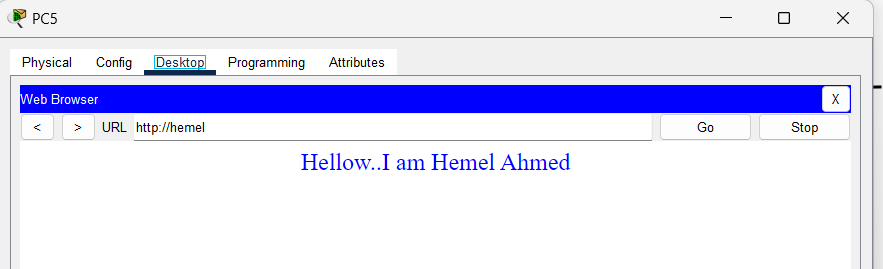 PC5
Physical Config Desktop Programming Attributes
Web Browser X
< > URL http://hemel Go Stop
Hellow..I am Hemel Ahmed